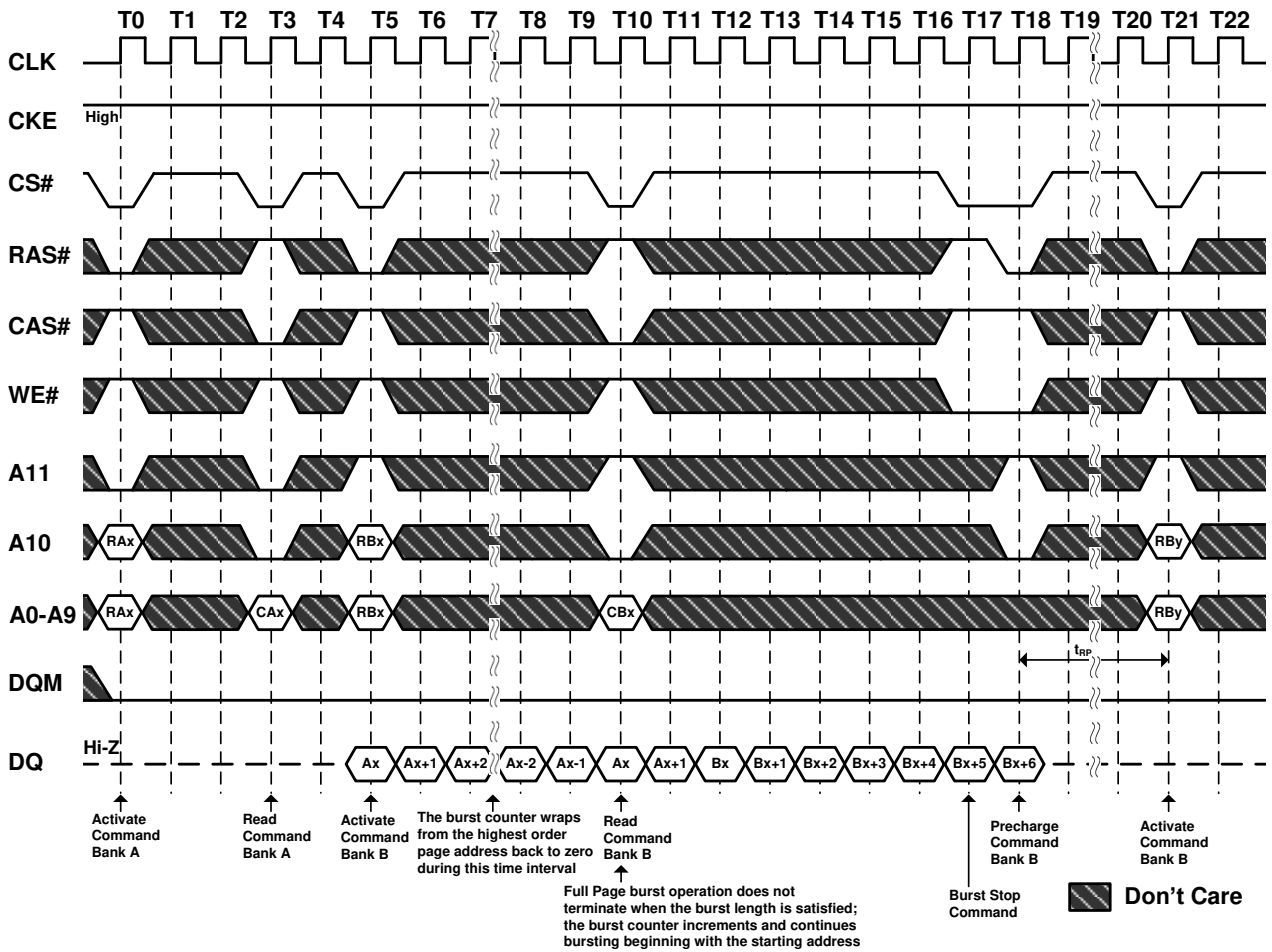 T0 T1 T2 T3 T4 T5 T6 T7 T8 T9 T10 T11 T12 T13 T14 T15 T16 T17 T18 T19 T20 T21 T22
CLK
CKE High
CS#
RAS#
CAS#
WE#
A11
A10 RAx RBx RBy
A0-A9 RAx CAx RBx CBx RBy
tRP
DQM
DQ Hi-Z Ax Ax+1 Ax+2 Ax-2 Ax-1 Ax Ax+1 Bx Bx+1 Bx+2 Bx+3 Bx+4 Bx+5 Bx+6
Activate
Command
Bank A
Read
Command
Bank A
Activate
Command
Bank B
The burst counter wraps
from the highest order
page address back to zero
during this time interval
Read
Command
Bank B
Full Page burst operation does not
terminate when the burst length is satisfied;
the burst counter increments and continues
bursting beginning with the starting address
Burst Stop
Command
Precharge
Command
Bank B
Activate
Command
Bank B
Don't Care